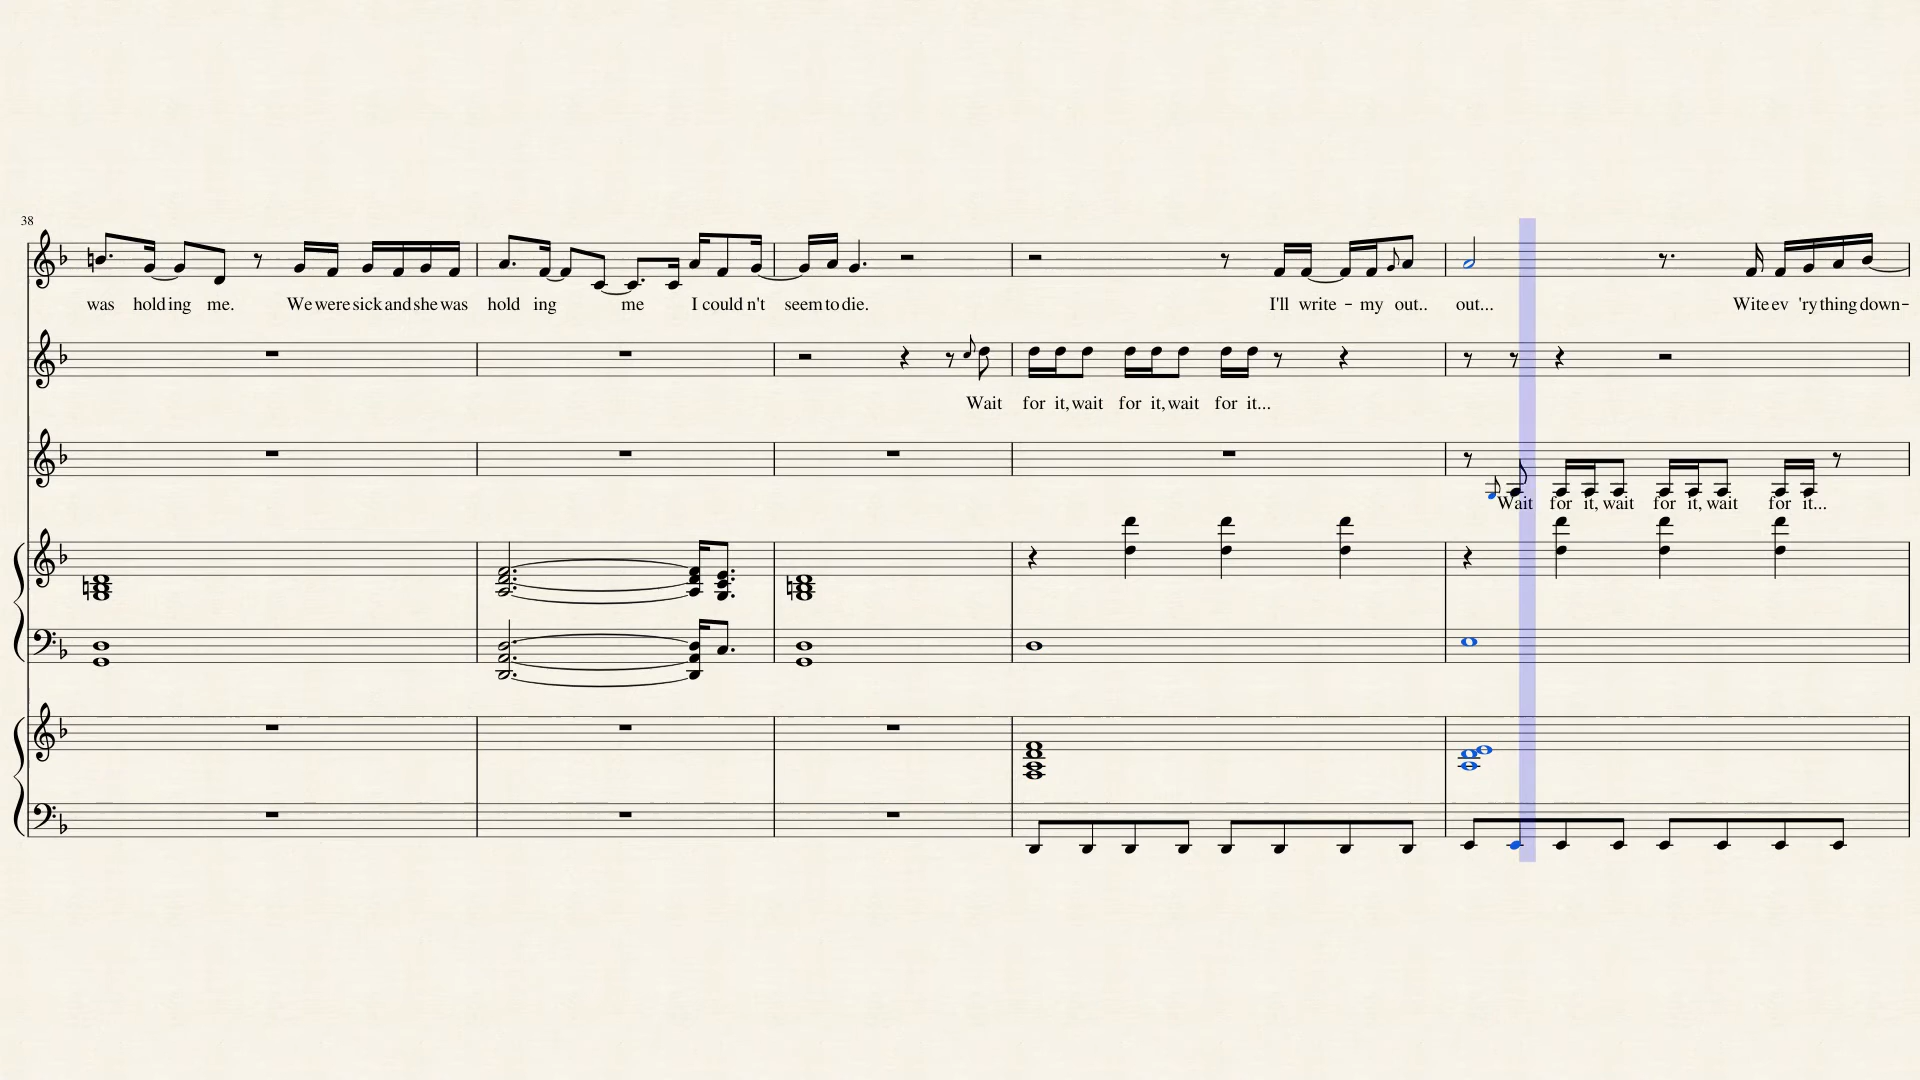 38
was holding me. We were sick and she was hold ing me I could n't seem to die. I'll write - my out.. out... Wite ev 'ry thing down-
Wait for it, wait for it, wait for it...
Wait for it, wait for it, wait for it...